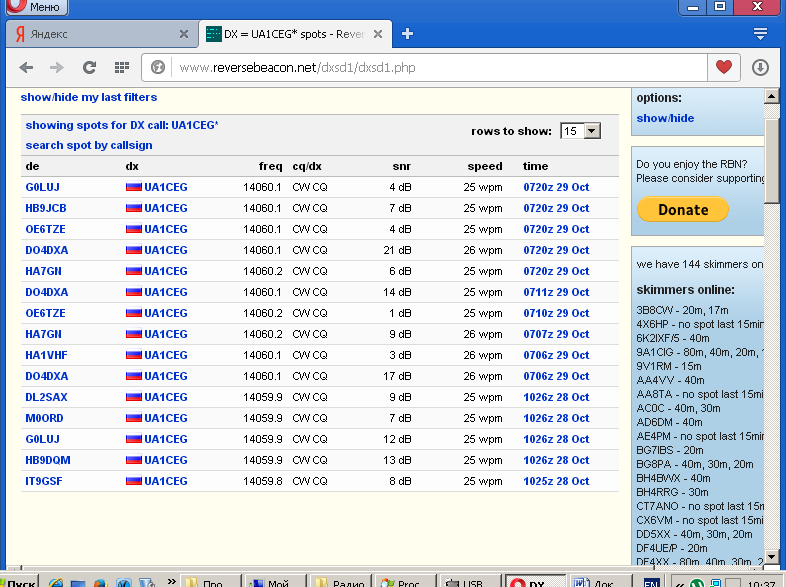 Меню
Яндекс
DX = UA1CEG* spots - Rever
www.reversebeacon.net/dxsd1/dxsd1.php
show/hide my last filters
showing spots for DX call: UA1CEG*
search spot by callsign
rows to show: 15
de dx freq cq/dx snr speed time
G0LUJ UA1CEG 14060.1 CW CQ 4 dB 25 wpm 0720z 29 Oct
HB9JCB UA1CEG 14060.1 CW CQ 7 dB 25 wpm 0720z 29 Oct
OE6TZE UA1CEG 14060.1 CW CQ 4 dB 25 wpm 0720z 29 Oct
DO4DXA UA1CEG 14060.1 CW CQ 21 dB 26 wpm 0720z 29 Oct
HA7GN UA1CEG 14060.2 CW CQ 6 dB 25 wpm 0720z 29 Oct
DO4DXA UA1CEG 14060.1 CW CQ 14 dB 25 wpm 0711z 29 Oct
OE6TZE UA1CEG 14060.2 CW CQ 1 dB 25 wpm 0710z 29 Oct
HA7GN UA1CEG 14060.2 CW CQ 9 dB 26 wpm 0707z 29 Oct
HA1VHF UA1CEG 14060.1 CW CQ 3 dB 26 wpm 0706z 29 Oct
DO4DXA UA1CEG 14060.1 CW CQ 17 dB 26 wpm 0706z 29 Oct
DL2SAX UA1CEG 14059.9 CW CQ 9 dB 25 wpm 1026z 28 Oct
M0ORD UA1CEG 14059.9 CW CQ 7 dB 25 wpm 1026z 28 Oct
G0LUJ UA1CEG 14059.9 CW CQ 12 dB 25 wpm 1026z 28 Oct
HB9DQM UA1CEG 14059.9 CW CQ 13 dB 25 wpm 1026z 28 Oct
IT9GSF UA1CEG 14059.8 CW CQ 8 dB 25 wpm 1025z 28 Oct
options:
show/hide
Do you enjoy the RBN?
Please consider supporting
Donate
we have 144 skimmers on
skimmers online:
3B8CW - 20m, 17m
4X6HP - no spot last 15min
6K2IXF/5 - 40m
9A1CIG - 80m, 40m, 20m,
9V1RM - 15m
AA4VV - 40m
AA8TA - no spot last 15mi
AC0C - 40m, 30m
AD6DM - 40m
AE4PM - no spot last 15mi
BG7IBS - 20m
BG8PA - 40m, 30m, 20m
BH4BWX - 40m
BH4RRG - 30m
CT7ANO - no spot last 15m
CX6VM - no spot last 15mi
DD5XX - 40m, 30m, 20m
DF4UE/P - 20m
DF4XX - 80m, 40m, 30m, 2
Пуск Про Мой Радио Proc USB DX Док EN 10:37